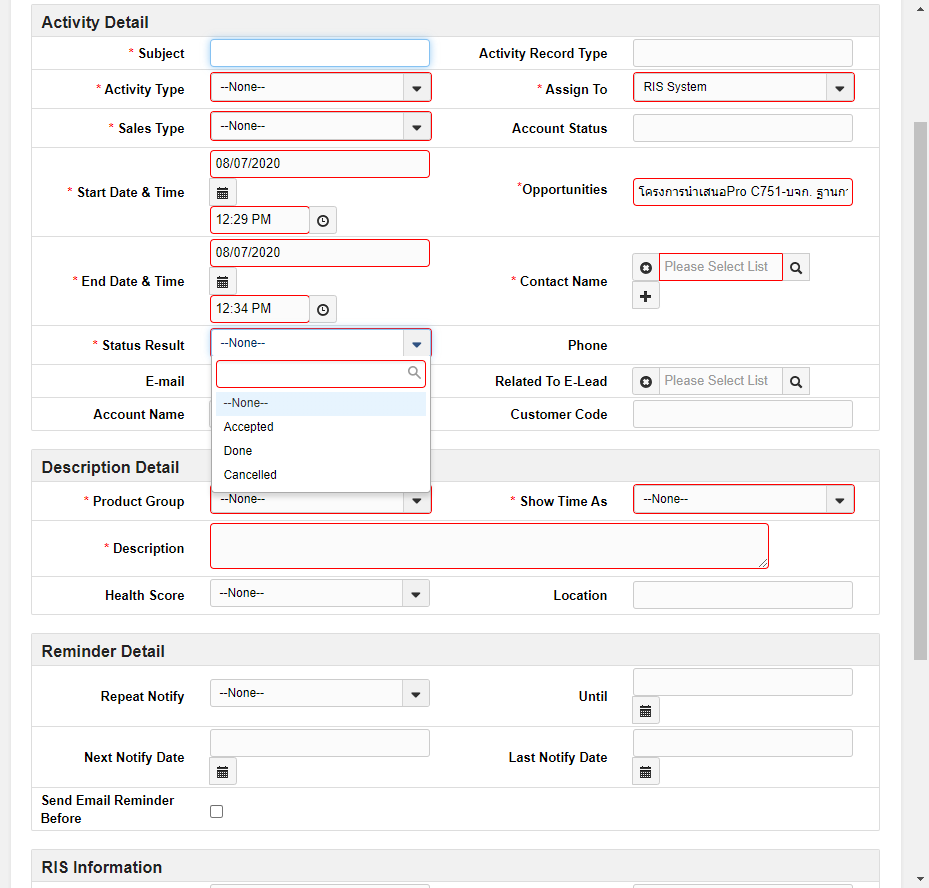 Activity Detail
* Subject
Activity Record Type
* Activity Type
--None--
* Assign To
RIS System
* Sales Type
--None--
Account Status
* Start Date & Time
08/07/2020
12:29 PM
*Opportunities
โครงการนำเสนอPro C751-บจก. ฐานก
* End Date & Time
08/07/2020
12:34 PM
* Contact Name
Please Select List
* Status Result
--None--
Phone
--None--
Accepted
Done
Cancelled
E-mail
Related To E-Lead
Please Select List
Account Name
Customer Code
Description Detail
* Product Group
--None--
* Show Time As
--None--
* Description
Health Score
--None--
Location
Reminder Detail
Repeat Notify
--None--
Until
Next Notify Date
Last Notify Date
Send Email Reminder
Before
RIS Information